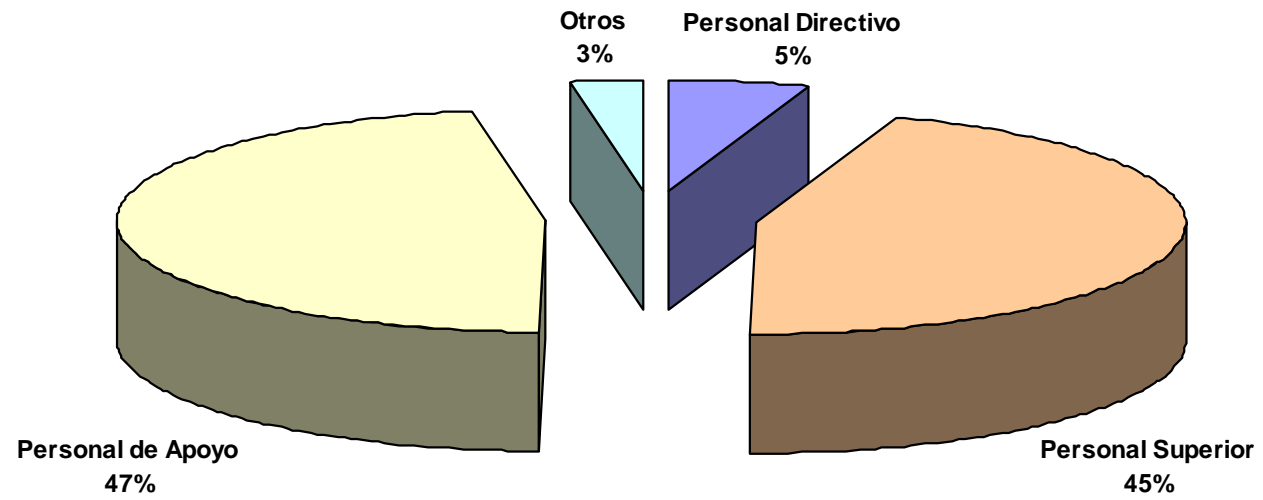 Otros
3%
Personal Directivo
5%
Personal de Apoyo
47%
Personal Superior
45%